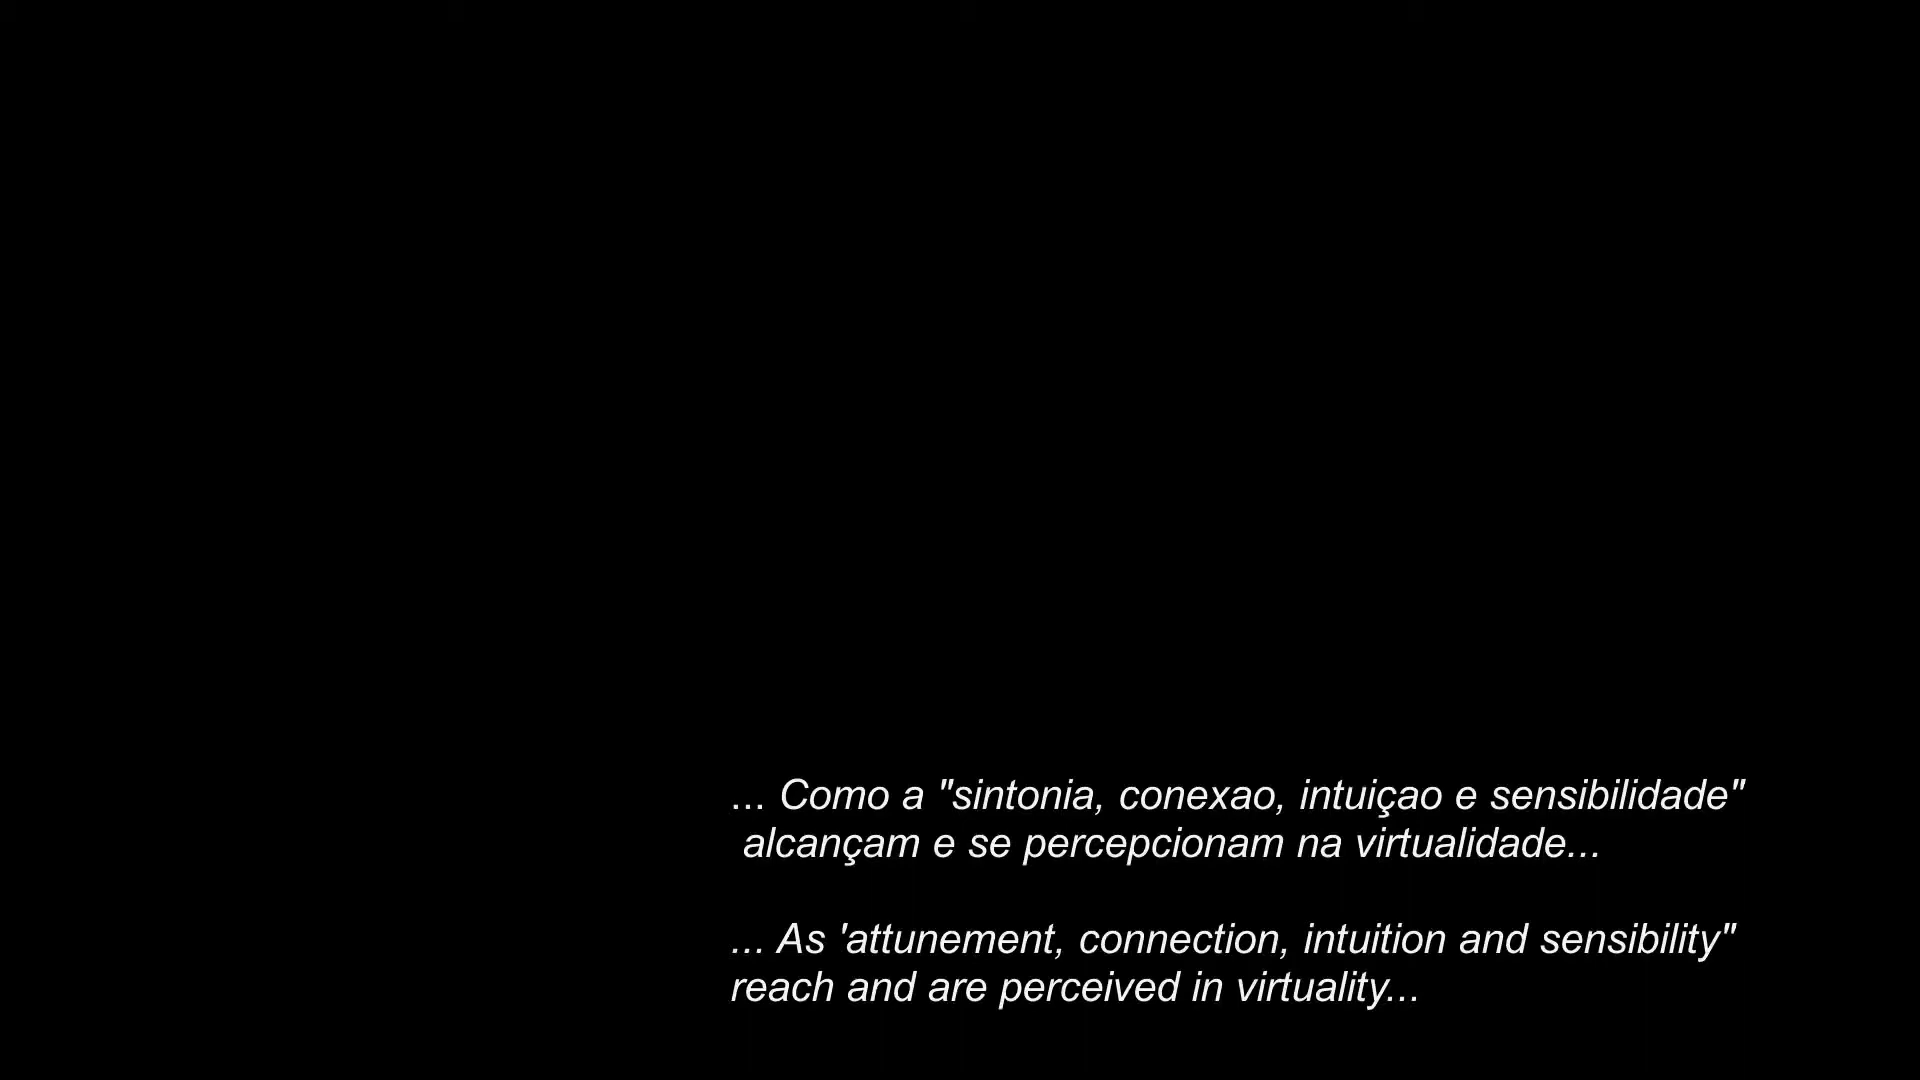 ... Como a "sintonia, conexao, intuiçao e sensibilidade"
alcançam e se percepcionam na virtualidade...
... As 'attunement, connection, intuition and sensibility"
reach and are perceived in virtuality...